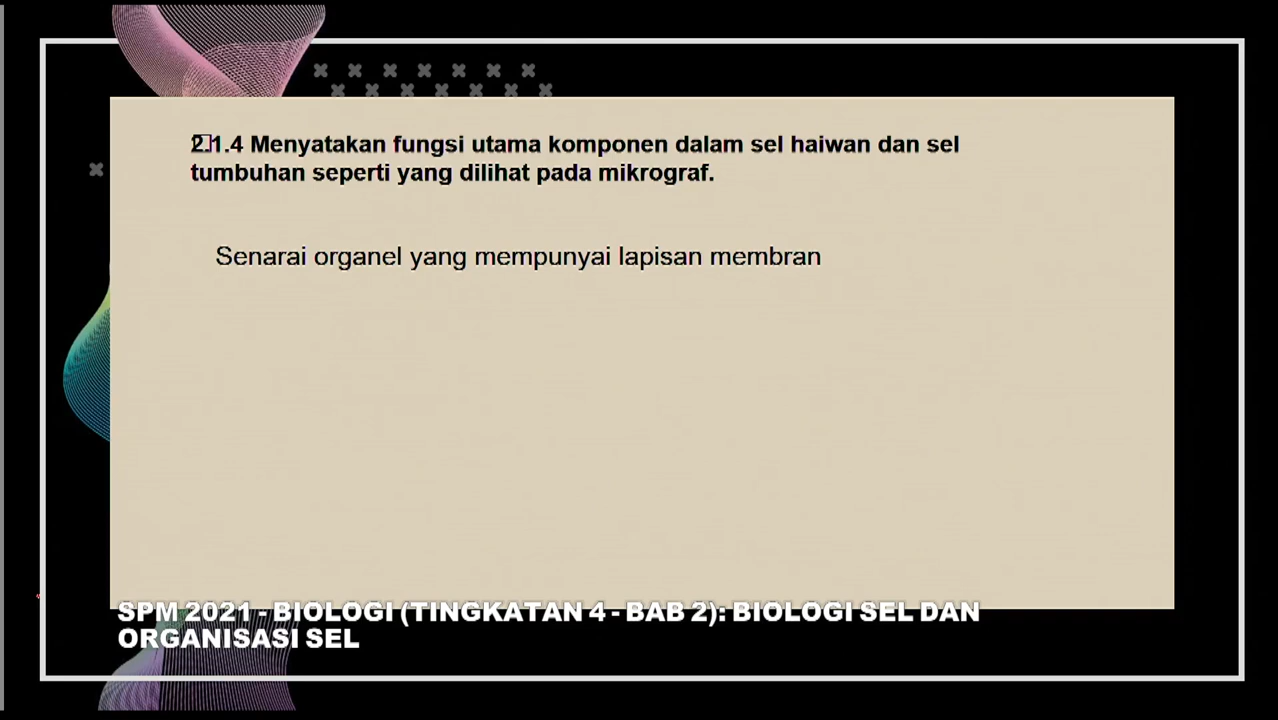 2.1.4 Menyatakan fungsi utama komponen dalam sel haiwan dan sel
tumbuhan seperti yang dilihat pada mikrograf.
Senarai organel yang mempunyai lapisan membran
SPM 2021 - BIOLOGI (TINGKATAN 4 - BAB 2): BIOLOGI SEL DAN
ORGANISASI SEL